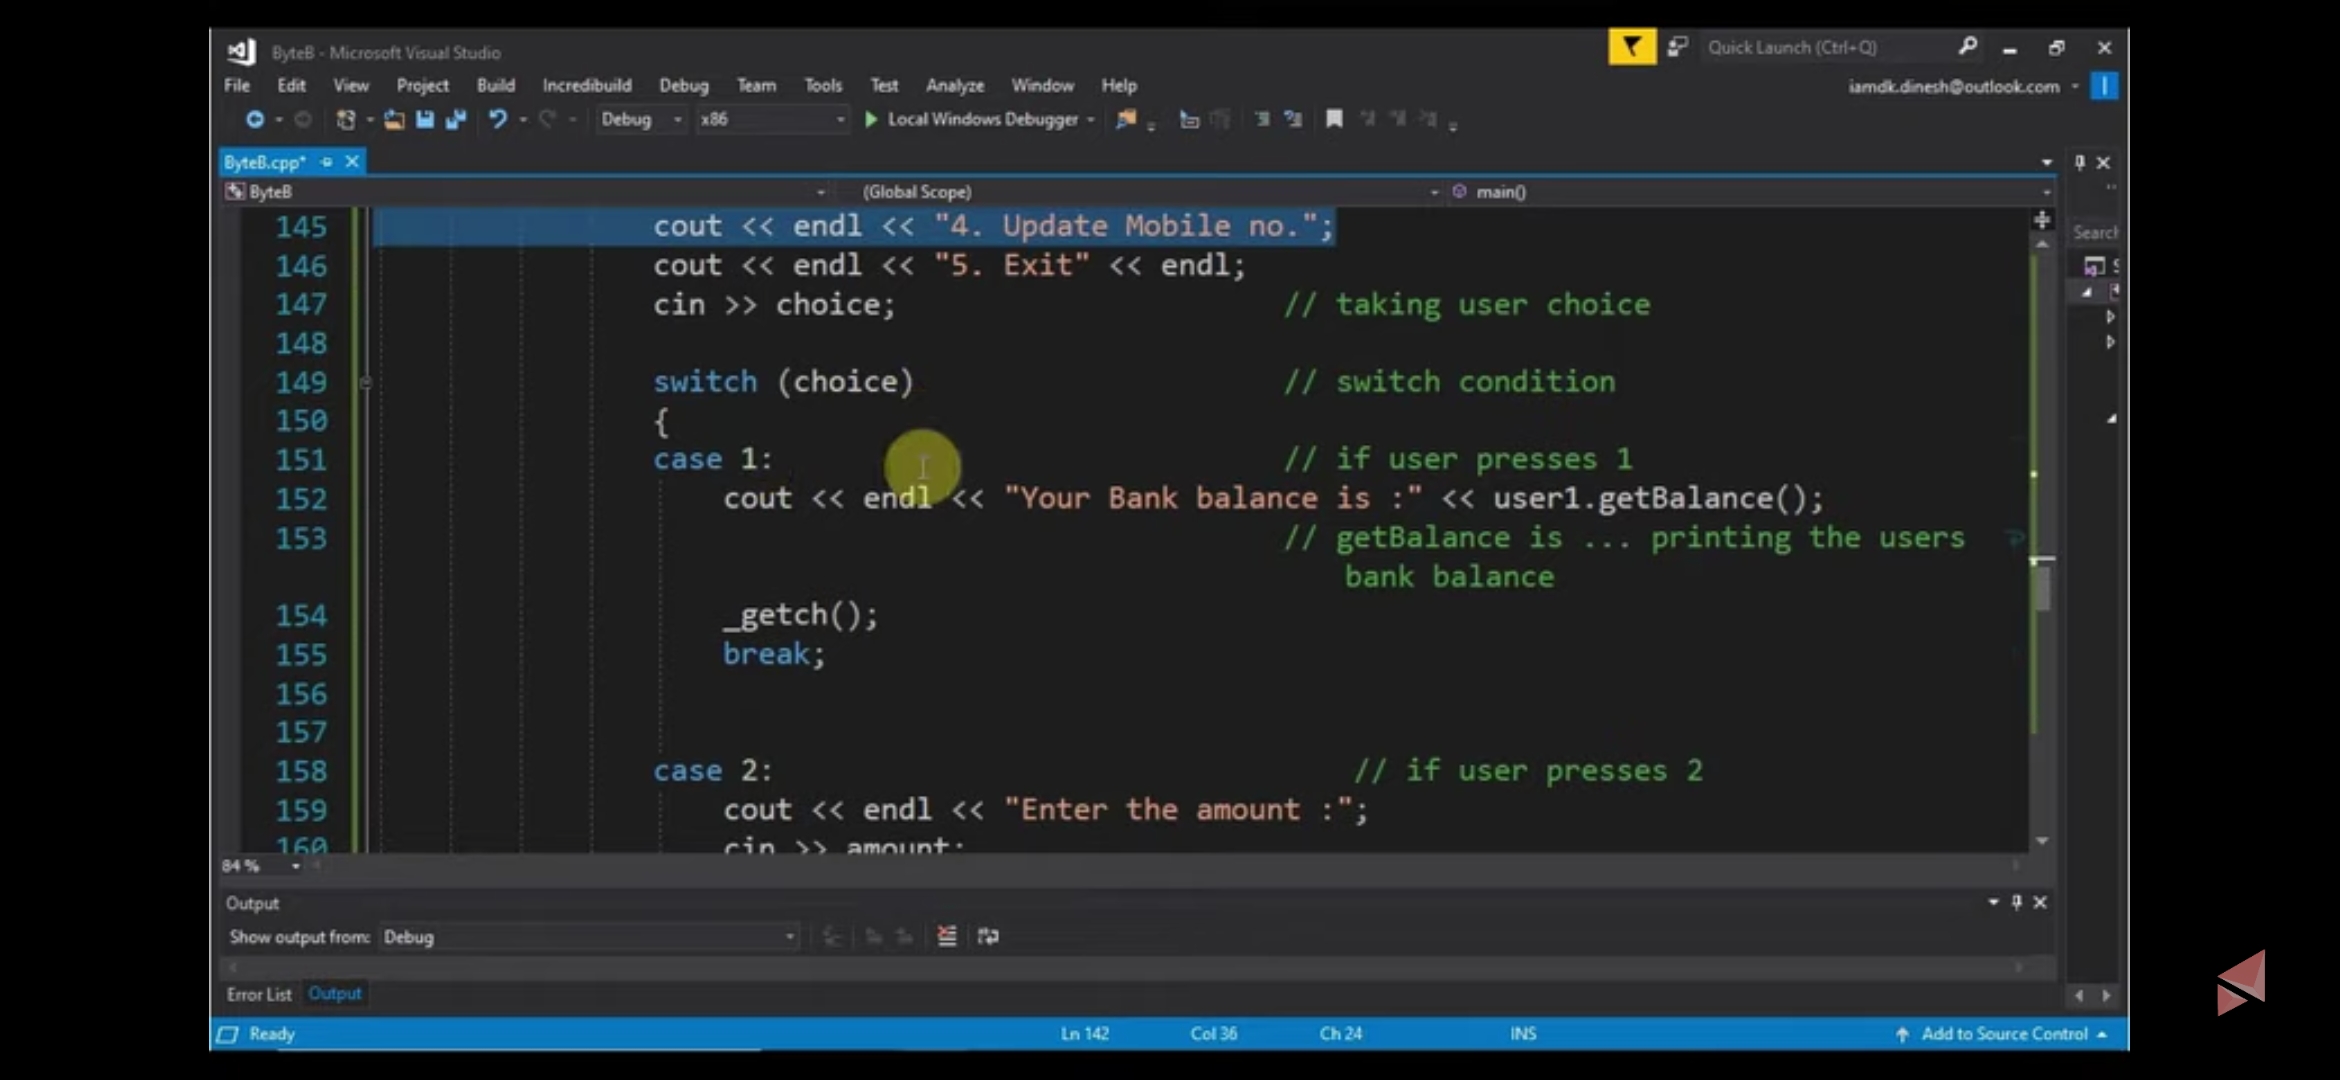 ByteB - Microsoft Visual Studio
Quick Launch (Ctrl+Q)
File Edit View Project Build Incredibuild Debug Team Tools Test Analyze Window Help
iamdk.dinesh@outlook.com
Debug x86 Local Windows Debugger
ByteB.cpp*
ByteB (Global Scope) main()
Search
145 cout << endl << "4. Update Mobile no.";
146 cout << endl << "5. Exit" << endl;
147 cin >> choice; // taking user choice
148
149 switch (choice) // switch condition
150 {
151 case 1: // if user presses 1
152 cout << endl << "Your Bank balance is :" << user1.getBalance();
153 // getBalance is ... printing the users
bank balance
154 _getch();
155 break;
156
157
158 case 2: // if user presses 2
159 cout << endl << "Enter the amount :";
160 cin >> amount;
84 %
Output
Show output from: Debug
Error List Output
Ready Ln 142 Col 36 Ch 24 INS Add to Source Control